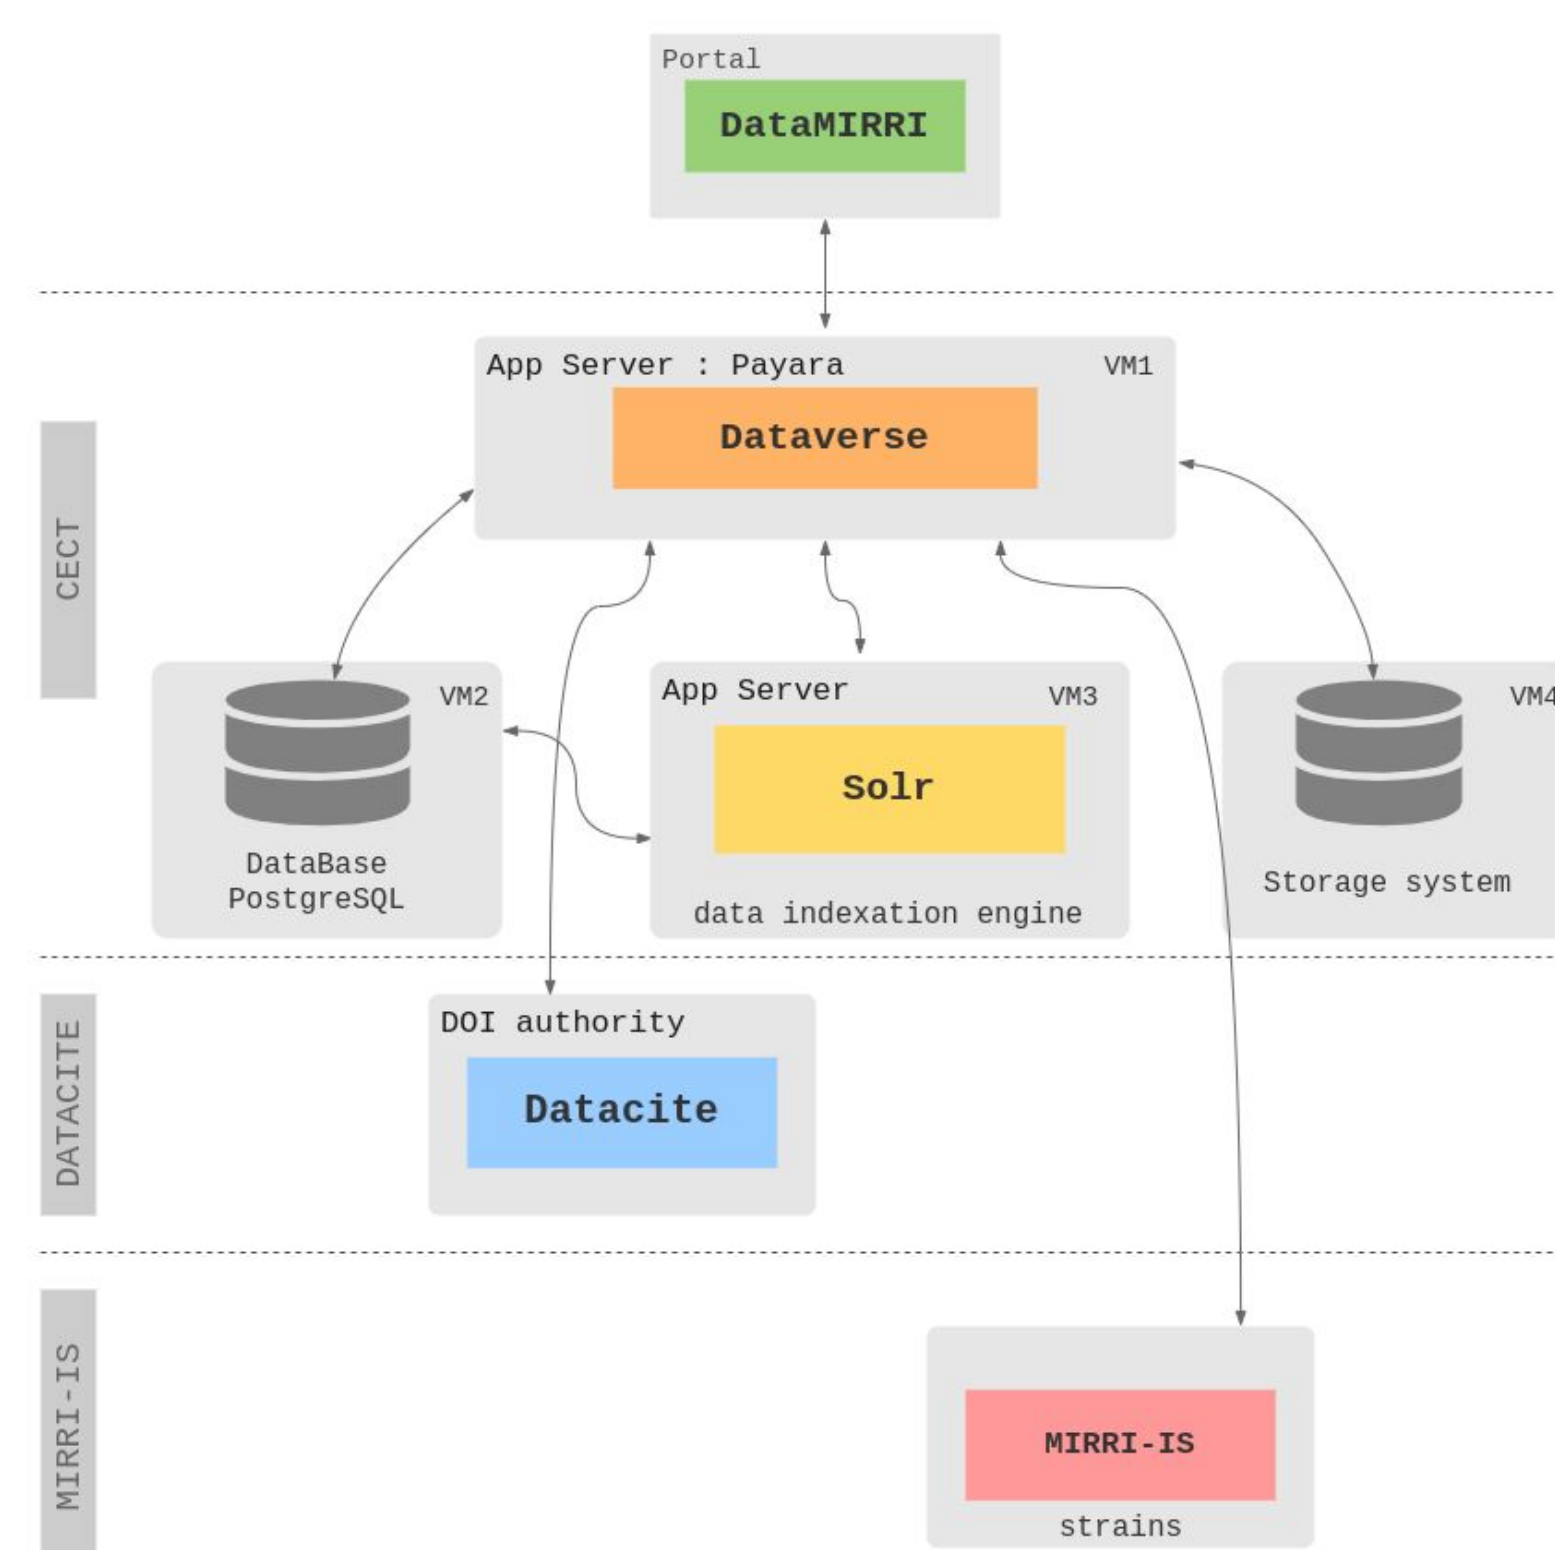 Portal
DataMIRRI
App Server : Payara
VM1
Dataverse
CECT
VM2
DataBase
PostgreSQL
App Server
VM3
Solr
data indexation engine
VM4
Storage system
DATACITE
DOI authority
Datacite
MIRRI-IS
MIRRI-IS
strains